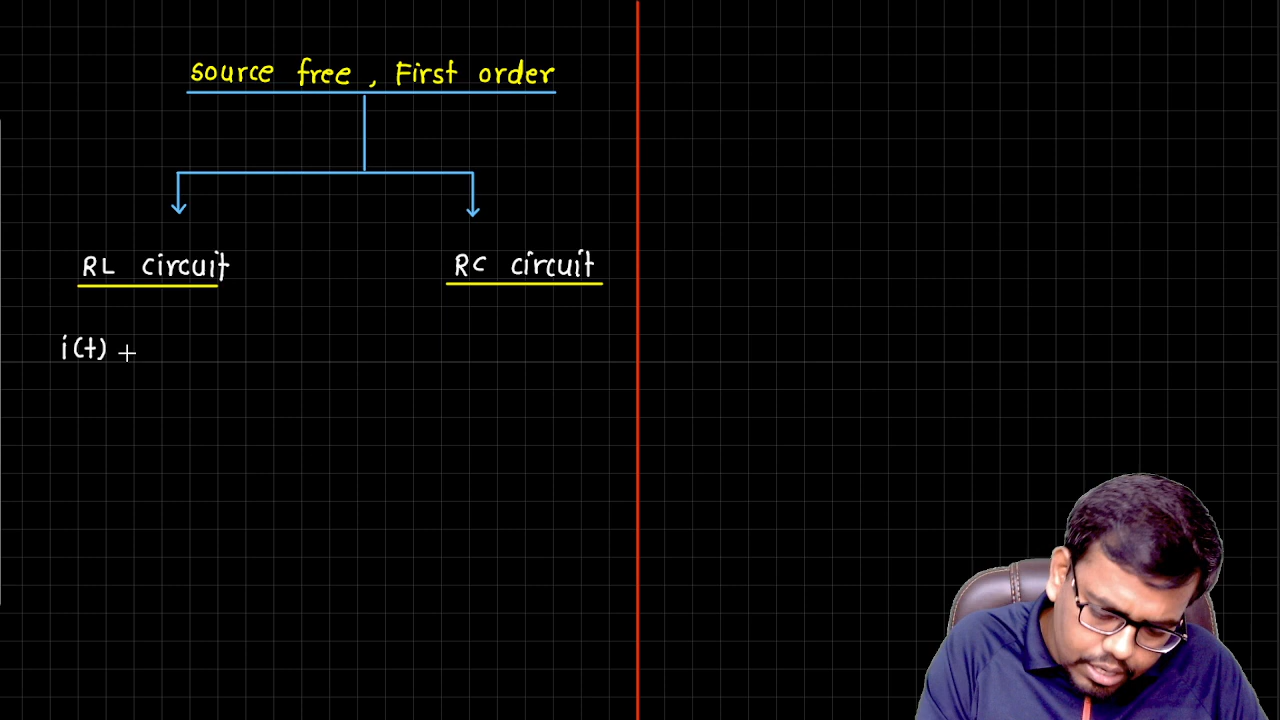 source free , First order
RL circuit
RC circuit
i(t) +